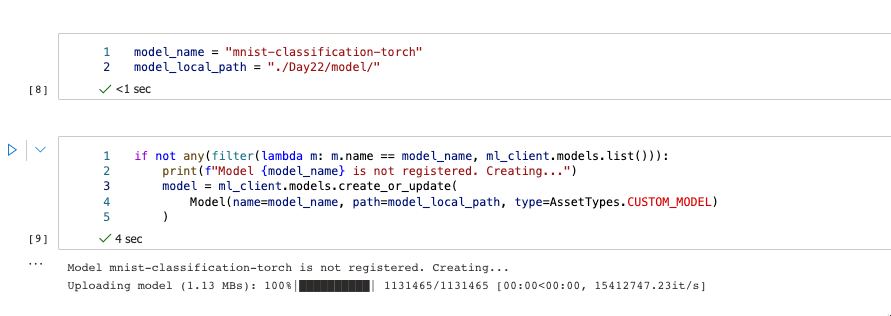 1 model_name = "mnist-classification-torch"
2 model_local_path = "./Day22/model/"
[8] <1 sec
1 if not any(filter(lambda m: m.name == model_name, ml_client.models.list())):
2 print(f"Model {model_name} is not registered. Creating...")
3 model = ml_client.models.create_or_update(
4 Model(name=model_name, path=model_local_path, type=AssetTypes.CUSTOM_MODEL)
5 )
[9] 4 sec
...
Model mnist-classification-torch is not registered. Creating...
Uploading model (1.13 MBs): 100%|██████████| 1131465/1131465 [00:00<00:00, 15412747.23it/s]